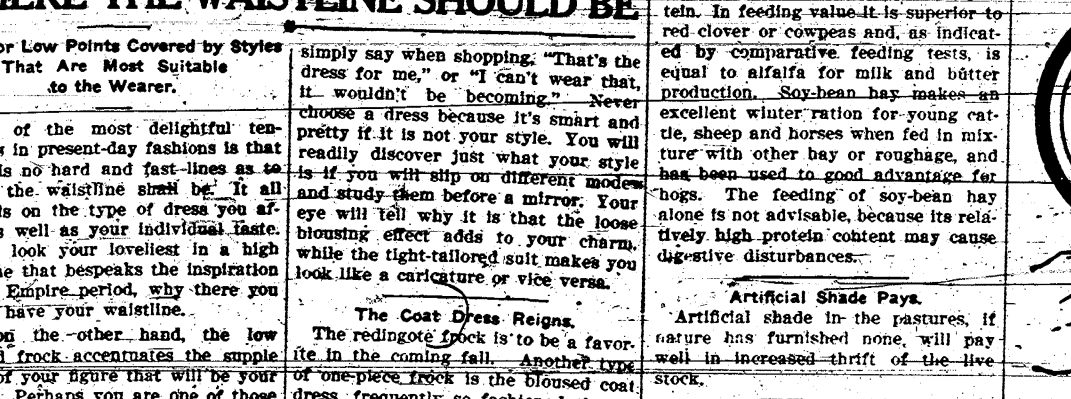 HERE THE WAISTLINE SHOULD BE
or Low Points Covered by Styles
That Are Most Suitable
to the Wearer.
of the most delightful ten-
s in present-day fashions is that
is no hard and fast lines as to
the waistline shall be. It all
s on the type of dress you af-
s well as your individual taste.
look your loveliest in a high
e that bespeaks the inspiration
Empire period, why there you
have your waistline.
on the other hand, the low
d frock accentuates the supple
of your figure that will be your
Perhaps you are one of those
simply say when shopping, "That's the
dress for me," or "I can't wear that,
it wouldn't be becoming." Never
choose a dress because it's smart and
pretty if it is not your style. You will
readily discover just what your style
is if you will slip on different modes
and study them before a mirror. Your
eye will tell why it is that the loose
blousing effect adds to your charm,
while the tight-tailored suit makes you
look like a caricature or vice versa.
The Coat Dress Reigns.
The redingote frock is to be a favor-
ite in the coming fall. Another type
of one-piece frock is the bloused coat
dress, frequently so fashioned
tein. In feeding value it is superior to
red clover or cowpeas and, as indicat-
ed by comparative feeding tests, is
equal to alfalfa for milk and butter
production. Soy-bean hay makes an
excellent winter ration for young cat-
tle, sheep and horses when fed in mix-
ture with other hay or roughage, and
has been used to good advantage for
hogs. The feeding of soy-bean hay
alone is not advisable, because its rela-
tively high protein content may cause
digestive disturbances.
Artificial Shade Pays.
Artificial shade in the pastures, if
nature has furnished none, will pay
well in increased thrift of the live
stock.